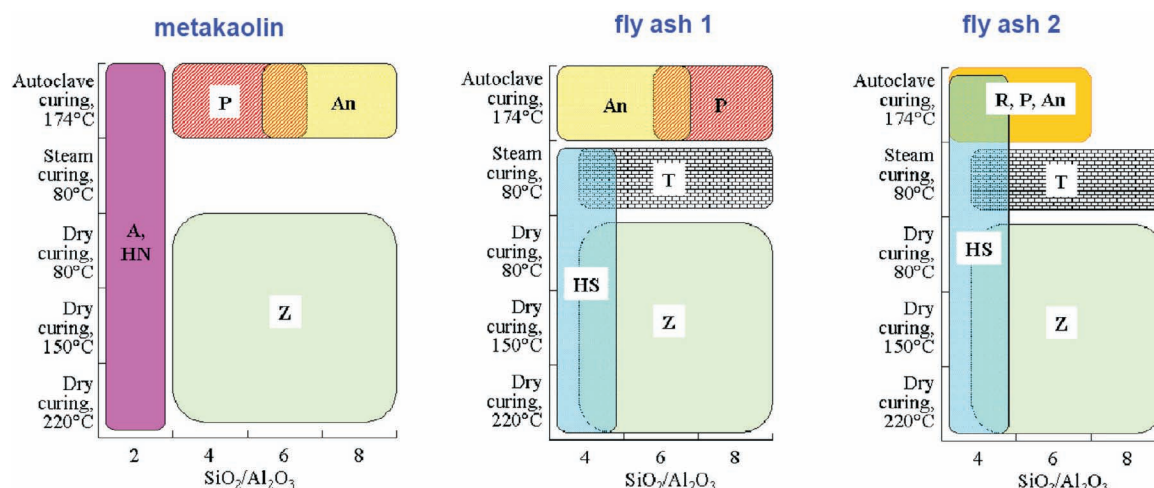 metakaolin
Autoclave
curing,
174°C
Steam
curing,
80°C
Dry
curing,
80°C
Dry
curing,
150°C
Dry
curing,
220°C
P
An
A,
HN
Z
2 4 6 8
SiO₂/Al₂O₃
fly ash 1
Autoclave
curing,
174°C
Steam
curing,
80°C
Dry
curing,
80°C
Dry
curing,
150°C
Dry
curing,
220°C
An
P
T
HS
Z
4 6 8
SiO₂/Al₂O₃
fly ash 2
Autoclave
curing,
174°C
Steam
curing,
80°C
Dry
curing,
80°C
Dry
curing,
150°C
Dry
curing,
220°C
R, P, An
T
HS
Z
4 6 8
SiO₂/Al₂O₃